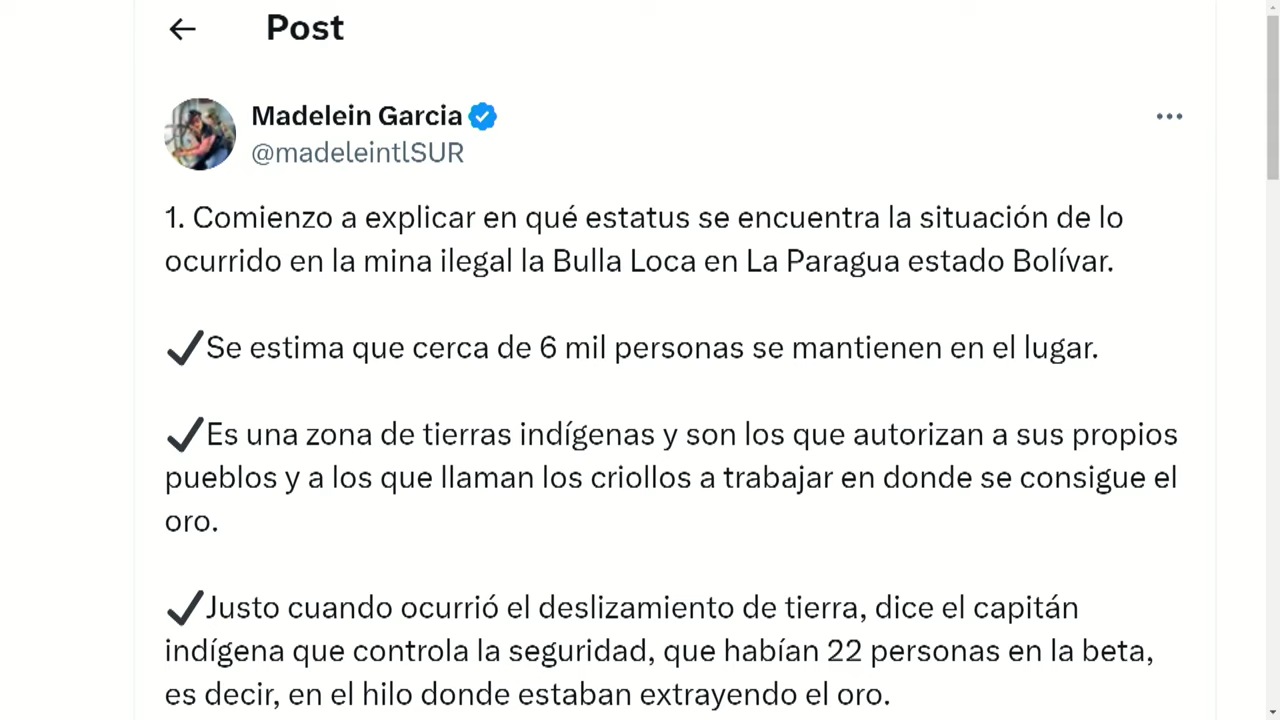 Post
Madelein Garcia
@madeleintlSUR
1. Comienzo a explicar en qué estatus se encuentra la situación de lo
ocurrido en la mina ilegal la Bulla Loca en La Paragua estado Bolívar.
✔Se estima que cerca de 6 mil personas se mantienen en el lugar.
✔Es una zona de tierras indígenas y son los que autorizan a sus propios
pueblos y a los que llaman los criollos a trabajar en donde se consigue el
oro.
✔Justo cuando ocurrió el deslizamiento de tierra, dice el capitán
indígena que controla la seguridad, que habían 22 personas en la beta,
es decir, en el hilo donde estaban extrayendo el oro.